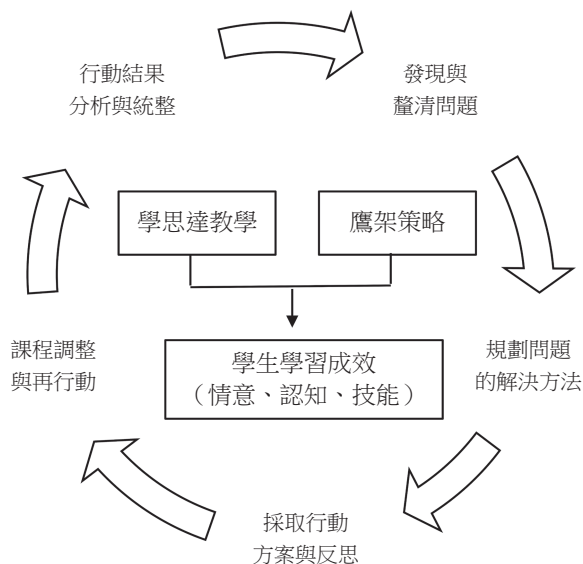 行動結果
分析與統整
發現與
釐清問題
學思達教學
鷹架策略
課程調整
與再行動
學生學習成效
（情意、認知、技能）
規劃問題
的解決方法
採取行動
方案與反思